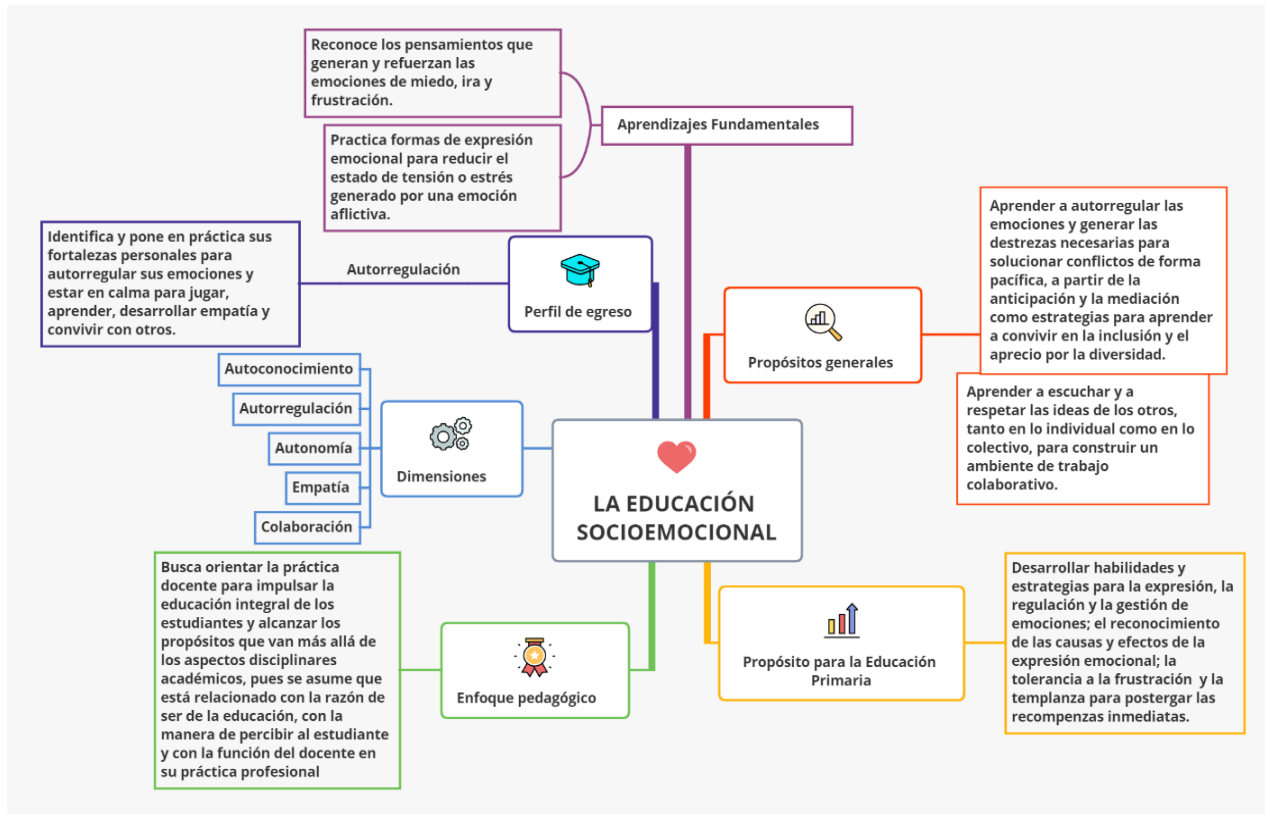 Reconoce los pensamientos que
generan y refuerzan las
emociones de miedo, ira y
frustración.
Aprendizajes Fundamentales
Practica formas de expresión
emocional para reducir el
estado de tensión o estrés
generado por una emoción
aflictiva.
Identifica y pone en práctica sus
fortalezas personales para
autorregular sus emociones y
estar en calma para jugar,
aprender, desarrollar empatía y
convivir con otros.
Autorregulación
Perfil de egreso
Propósitos generales
Aprender a autorregular las
emociones y generar las
destrezas necesarias para
solucionar conflictos de forma
pacífica, a partir de la
anticipación y la mediación
como estrategias para aprender
a convivir en la inclusión y el
aprecio por la diversidad.
Aprender a escuchar y a
respetar las ideas de los otros,
tanto en lo individual como en lo
colectivo, para construir un
ambiente de trabajo
colaborativo.
Autoconocimiento
Autorregulación
Autonomía
Empatía
Colaboración
Dimensiones
LA EDUCACIÓN
SOCIOEMOCIONAL
Busca orientar la práctica
docente para impulsar la
educación integral de los
estudiantes y alcanzar los
propósitos que van más allá de
los aspectos disciplinares
académicos, pues se asume que
está relacionado con la razón de
ser de la educación, con la
manera de percibir al estudiante
y con la función del docente en
su práctica profesional
Enfoque pedagógico
Propósito para la Educación
Primaria
Desarrollar habilidades y
estrategias para la expresión, la
regulación y la gestión de
emociones; el reconocimiento
de las causas y efectos de la
expresión emocional; la
tolerancia a la frustración y la
templanza para postergar las
recompenzas inmediatas.